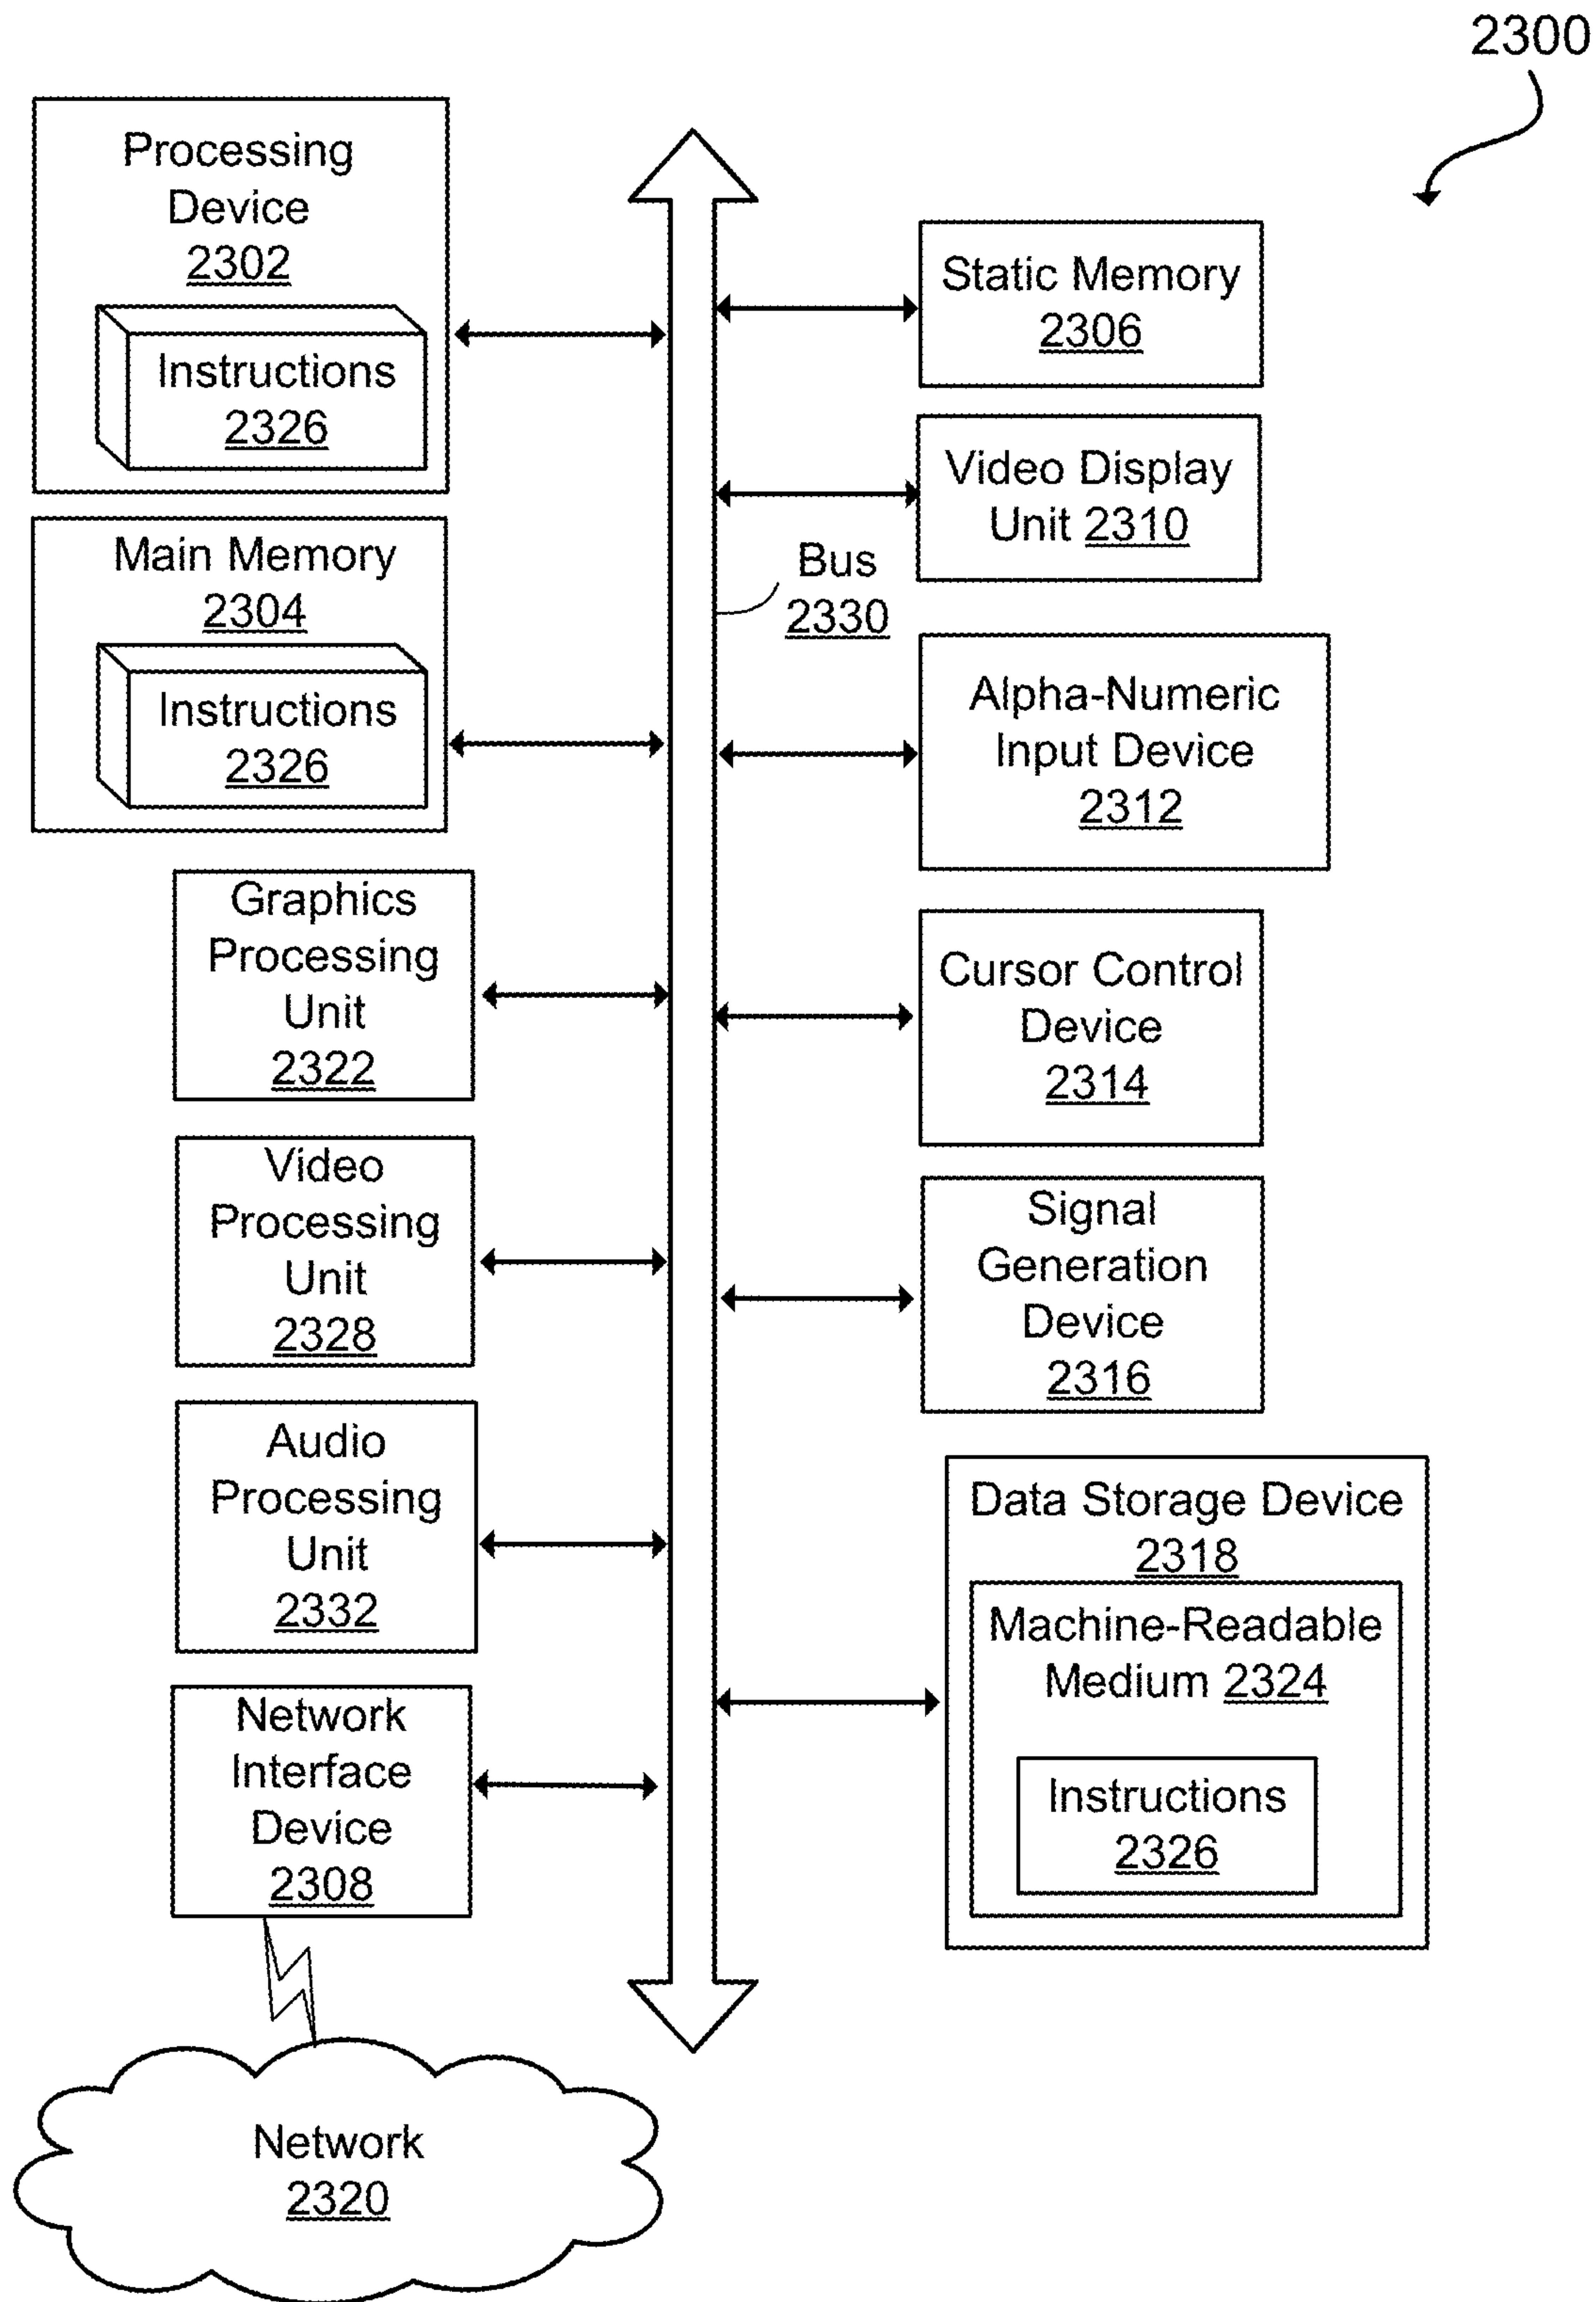 2300
Processing
Device
2302
Instructions
2326
Main Memory
2304
Instructions
2326
Graphics
Processing
Unit
2322
Video
Processing
Unit
2328
Audio
Processing
Unit
2332
Network
Interface
Device
2308
Network
2320
Bus
2330
Static Memory
2306
Video Display
Unit 2310
Alpha-Numeric
Input Device
2312
Cursor Control
Device
2314
Signal
Generation
Device
2316
Data Storage Device
2318
Machine-Readable
Medium 2324
Instructions
2326